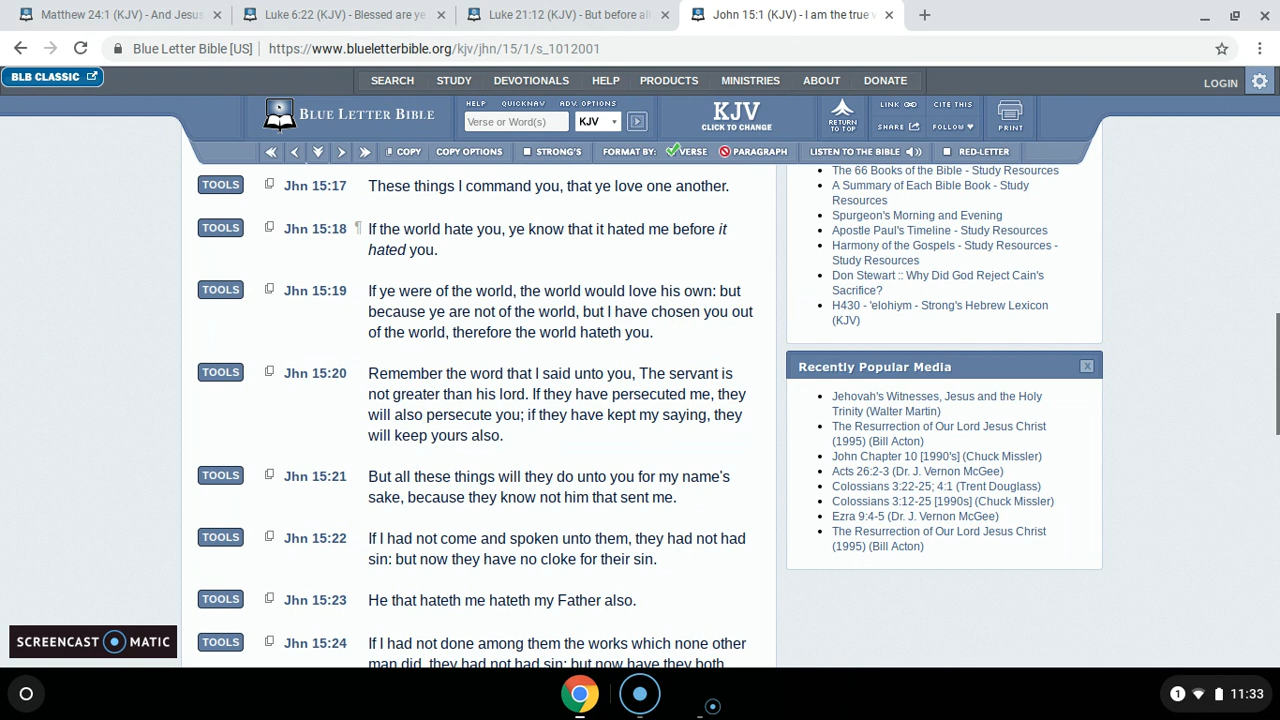 Matthew 24:1 (KJV) - And Jesus
Luke 6:22 (KJV) - Blessed are ye
Luke 21:12 (KJV) - But before all
John 15:1 (KJV) - I am the true v
Blue Letter Bible [US] | https://www.blueletterbible.org/kjv/jhn/15/1/s_1012001
BLB CLASSIC
SEARCH STUDY DEVOTIONALS HELP PRODUCTS MINISTRIES ABOUT DONATE
LOGIN
BLUE LETTER BIBLE
HELP QUICKNAV ADV. OPTIONS
Verse or Word(s) KJV
KJV
CLICK TO CHANGE
RETURN
TO TOP
LINK CITE THIS
SHARE FOLLOW
PRINT
COPY COPY OPTIONS STRONG'S FORMAT BY: VERSE PARAGRAPH LISTEN TO THE BIBLE RED-LETTER
TOOLS Jhn 15:17 These things I command you, that ye love one another.
TOOLS Jhn 15:18 ¶ If the world hate you, ye know that it hated me before it
hated you.
TOOLS Jhn 15:19 If ye were of the world, the world would love his own: but
because ye are not of the world, but I have chosen you out
of the world, therefore the world hateth you.
TOOLS Jhn 15:20 Remember the word that I said unto you, The servant is
not greater than his lord. If they have persecuted me, they
will also persecute you; if they have kept my saying, they
will keep yours also.
TOOLS Jhn 15:21 But all these things will they do unto you for my name's
sake, because they know not him that sent me.
TOOLS Jhn 15:22 If I had not come and spoken unto them, they had not had
sin: but now they have no cloke for their sin.
TOOLS Jhn 15:23 He that hateth me hateth my Father also.
TOOLS Jhn 15:24 If I had not done among them the works which none other
man did, they had not had sin: but now have they both
The 66 Books of the Bible - Study Resources
A Summary of Each Bible Book - Study
Resources
Spurgeon's Morning and Evening
Apostle Paul's Timeline - Study Resources
Harmony of the Gospels - Study Resources -
Study Resources
Don Stewart :: Why Did God Reject Cain's
Sacrifice?
H430 - 'elohiym - Strong's Hebrew Lexicon
(KJV)
Recently Popular Media x
Jehovah's Witnesses, Jesus and the Holy
Trinity (Walter Martin)
The Resurrection of Our Lord Jesus Christ
(1995) (Bill Acton)
John Chapter 10 [1990's] (Chuck Missler)
Acts 26:2-3 (Dr. J. Vernon McGee)
Colossians 3:22-25; 4:1 (Trent Douglass)
Colossians 3:12-25 [1990s] (Chuck Missler)
Ezra 9:4-5 (Dr. J. Vernon McGee)
The Resurrection of Our Lord Jesus Christ
(1995) (Bill Acton)
SCREENCAST MATIC
1 11:33